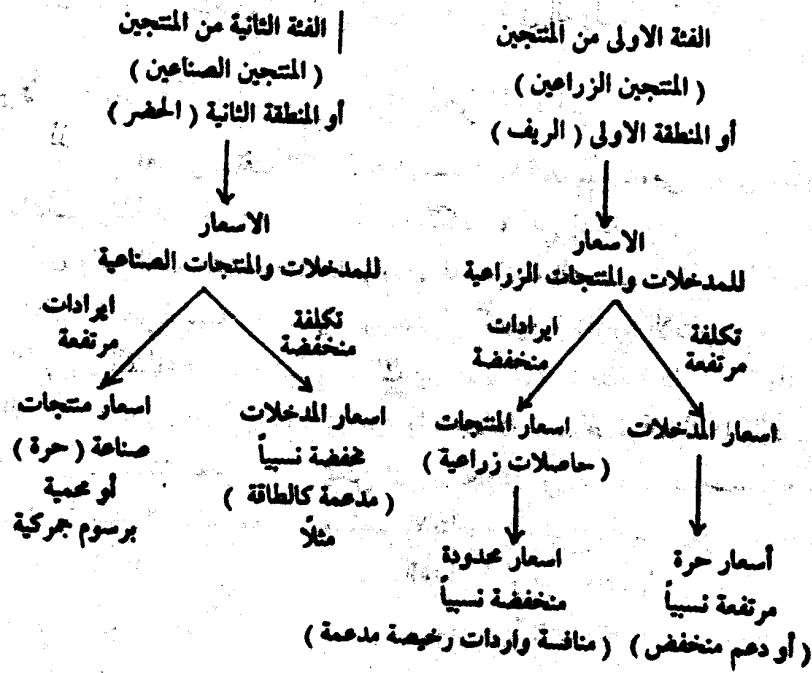 الفئة الاولى من المنتجين
( المنتجين الزراعين )
أو المنطقة الاولى ( الريف )
الاسعار
للمدخلات والمنتجات الزراعية
تكلفة
مرتفعة
ايرادات
منخفضة
اسعار المدخلات
أسعار حرة
مرتفعة نسبياً
( أو دعم منخفض )
اسعار المنتجات
( حاصلات زراعية )
اسعار محدودة
منخفضة نسبياً
( منافسة واردات رخيصة مدعمة )
الفئة الثانية من المنتجين
( المنتجين الصناعين )
أو المنطقة الثانية ( الحضر )
الاسعار
للمدخلات والمنتجات الصناعية
تكلفة
منخفضة
ايرادات
مرتفعة
اسعار المدخلات
مخفضة نسبياً
( مدعمة كالطاقة )
مثلاً
اسعار منتجات
صناعة ( حرة )
أو محمية
برسوم جمركية